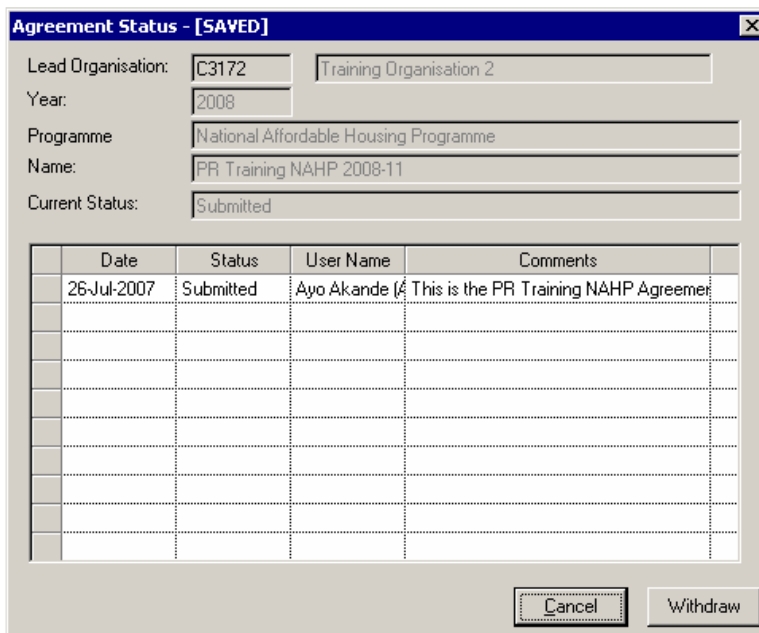 Agreement Status - [SAVED]
Lead Organisation: C3172 Training Organisation 2
Year: 2008
Programme National Affordable Housing Programme
Name: PR Training NAHP 2008-11
Current Status: Submitted
Date Status User Name Comments
26-Jul-2007 Submitted Ayo Akande (A This is the PR Training NAHP Agreemer
Cancel Withdraw